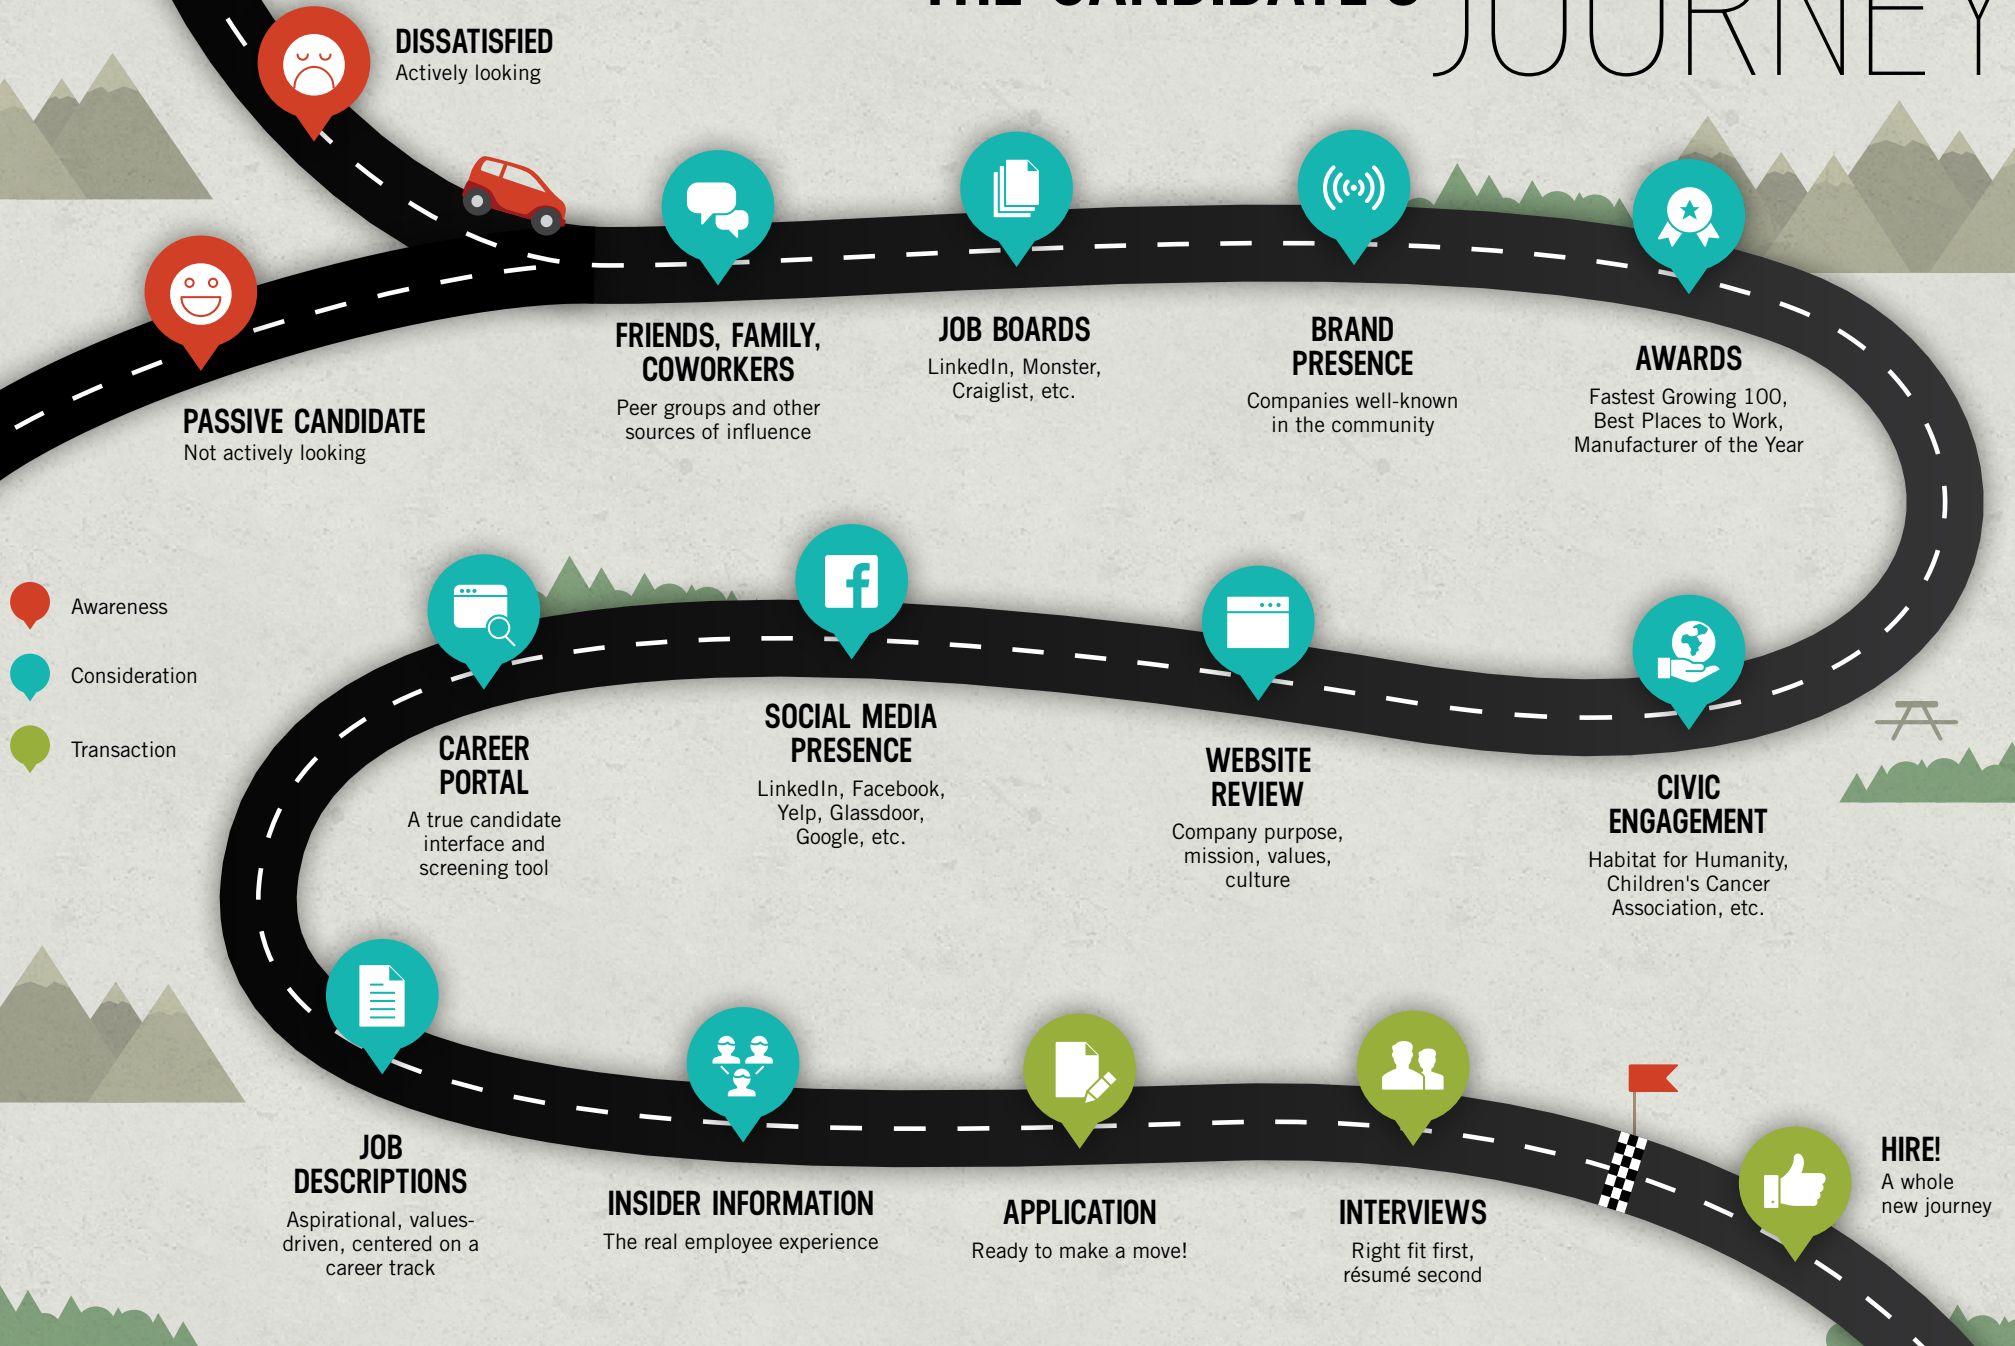 THE CANDIDATE'S
JOURNEY
DISSATISFIED
Actively looking
PASSIVE CANDIDATE
Not actively looking
FRIENDS, FAMILY,
COWORKERS
Peer groups and other
sources of influence
JOB BOARDS
LinkedIn, Monster,
Craiglist, etc.
BRAND
PRESENCE
Companies well-known
in the community
AWARDS
Fastest Growing 100,
Best Places to Work,
Manufacturer of the Year
Awareness
Consideration
Transaction
CAREER
PORTAL
A true candidate
interface and
screening tool
SOCIAL MEDIA
PRESENCE
LinkedIn, Facebook,
Yelp, Glassdoor,
Google, etc.
WEBSITE
REVIEW
Company purpose,
mission, values,
culture
CIVIC
ENGAGEMENT
Habitat for Humanity,
Children's Cancer
Association, etc.
JOB
DESCRIPTIONS
Aspirational, values-
driven, centered on a
career track
INSIDER INFORMATION
The real employee experience
APPLICATION
Ready to make a move!
INTERVIEWS
Right fit first,
résumé second
HIRE!
A whole
new journey